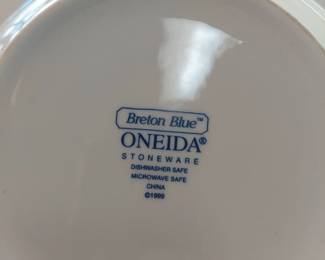 Breton Blue™
ONEIDA®
STONEWARE
DISHWASHER SAFE
MICROWAVE SAFE
CHINA
©1999